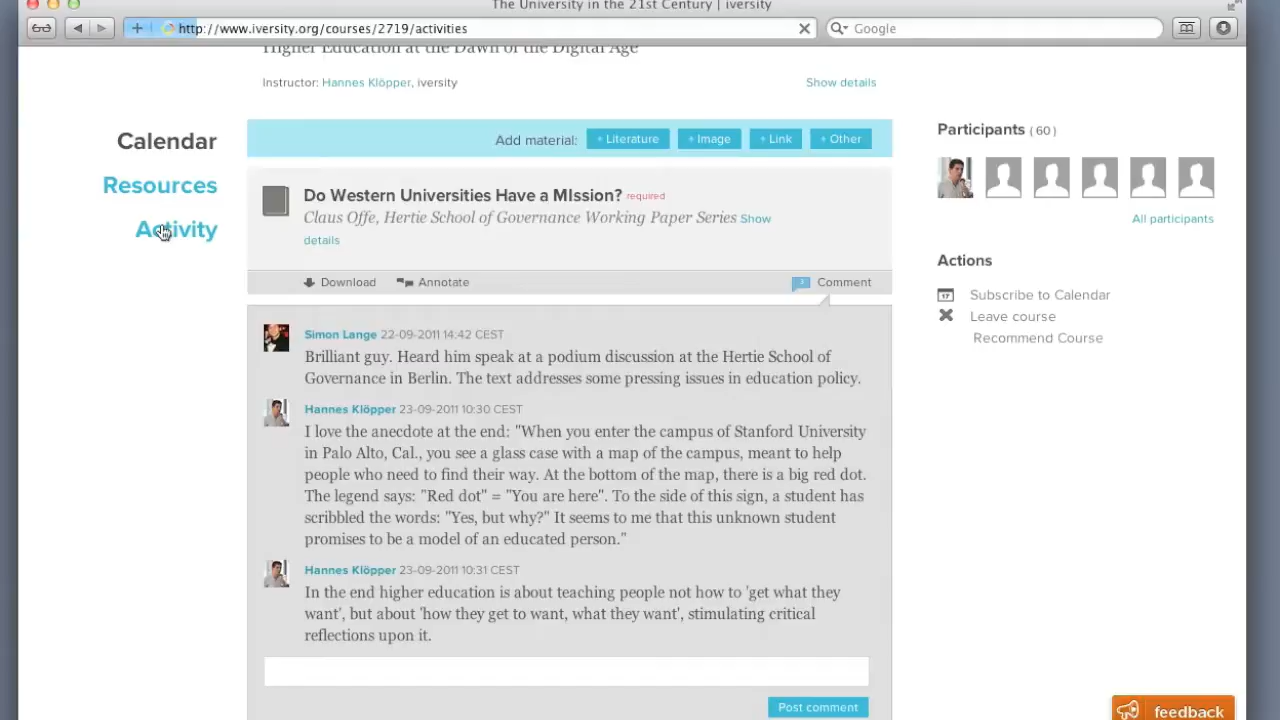 The University in the 21st Century | iversity
http://www.iversity.org/courses/2719/activities
Google
Higher Education at the Dawn of the Digital Age
Instructor: Hannes Klöpper, iversity
Show details
Calendar
Resources
Activity
Add material: + Literature + Image + Link + Other
Do Western Universities Have a MIssion? required
Claus Offe, Hertie School of Governance Working Paper Series Show
details
Download Annotate
3 Comment
Simon Lange 22-09-2011 14:42 CEST
Brilliant guy. Heard him speak at a podium discussion at the Hertie School of
Governance in Berlin. The text addresses some pressing issues in education policy.
Hannes Klöpper 23-09-2011 10:30 CEST
I love the anecdote at the end: "When you enter the campus of Stanford University
in Palo Alto, Cal., you see a glass case with a map of the campus, meant to help
people who need to find their way. At the bottom of the map, there is a big red dot.
The legend says: "Red dot" = "You are here". To the side of this sign, a student has
scribbled the words: "Yes, but why?" It seems to me that this unknown student
promises to be a model of an educated person."
Hannes Klöpper 23-09-2011 10:31 CEST
In the end higher education is about teaching people not how to 'get what they
want', but about 'how they get to want, what they want', stimulating critical
reflections upon it.
Post comment
Participants ( 60 )
All participants
Actions
17 Subscribe to Calendar
Leave course
Recommend Course
feedback